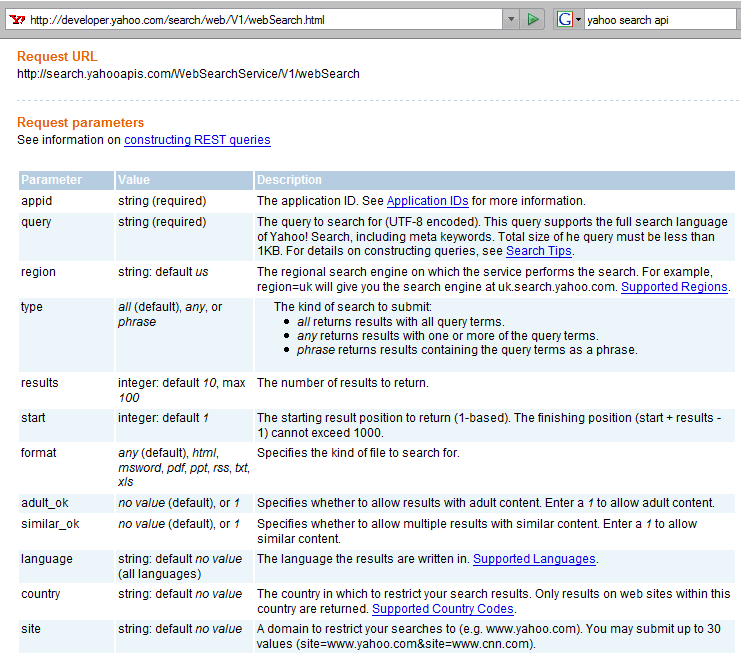 http://developer.yahoo.com/search/web/V1/webSearch.html
G yahoo search api
Request URL
http://search.yahooapis.com/WebSearchService/V1/webSearch
Request parameters
See information on constructing REST queries
Parameter Value Description
appid string (required) The application ID. See Application IDs for more information.
query string (required) The query to search for (UTF-8 encoded). This query supports the full search language
of Yahoo! Search, including meta keywords. Total size of he query must be less than
1KB. For details on constructing queries, see Search Tips.
region string: default us The regional search engine on which the service performs the search. For example,
region=uk will give you the search engine at uk.search.yahoo.com. Supported Regions.
type all (default), any, or The kind of search to submit:
phrase • all returns results with all query terms.
• any returns results with one or more of the query terms.
• phrase returns results containing the query terms as a phrase.
results integer: default 10, max The number of results to return.
100
start integer: default 1 The starting result position to return (1-based). The finishing position (start + results -
1) cannot exceed 1000.
format any (default), html, Specifies the kind of file to search for.
msword, pdf, ppt, rss, txt,
xls
adult_ok no value (default), or 1 Specifies whether to allow results with adult content. Enter a 1 to allow adult content.
similar_ok no value (default), or 1 Specifies whether to allow multiple results with similar content. Enter a 1 to allow
similar content.
language string: default no value The language the results are written in. Supported Languages.
(all languages)
country string: default no value The country in which to restrict your search results. Only results on web sites within this
country are returned. Supported Country Codes.
site string: default no value A domain to restrict your searches to (e.g. www.yahoo.com). You may submit up to 30
values (site=www.yahoo.com&site=www.cnn.com).